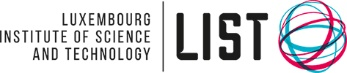 LUXEMBOURG
INSTITUTE OF SCIENCE
AND TECHNOLOGY
LIST